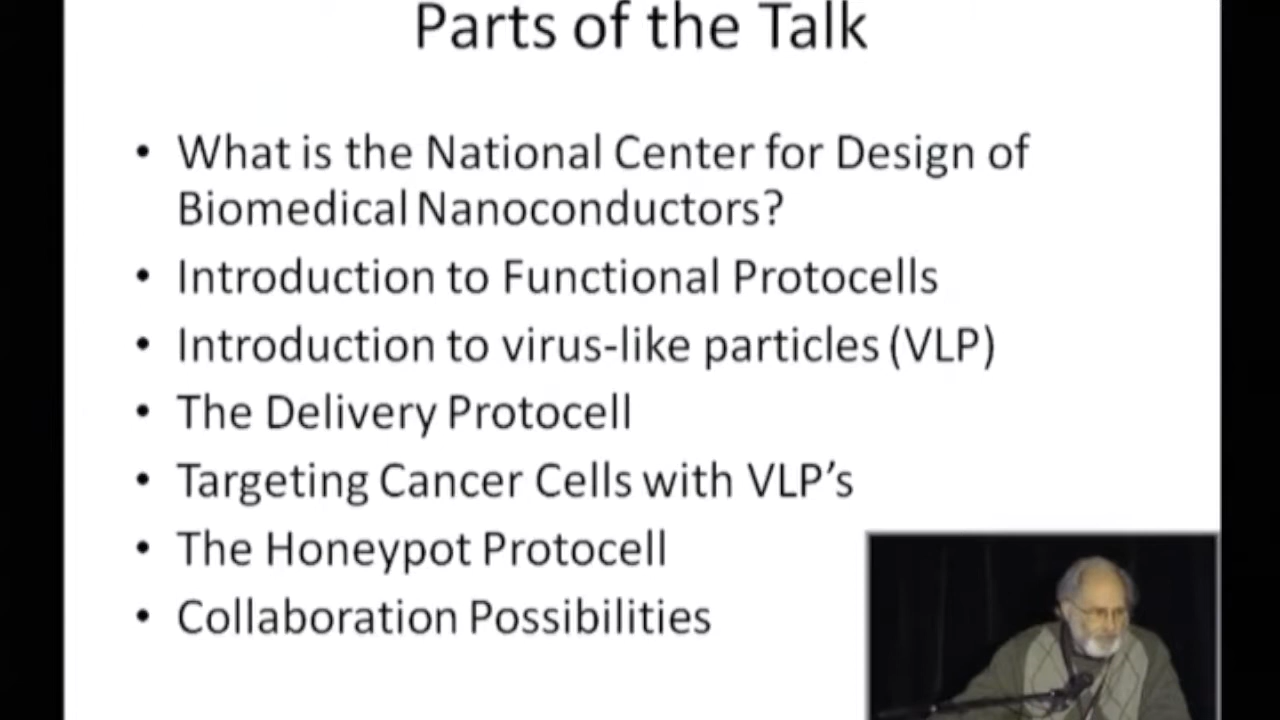 Parts of the Talk
• What is the National Center for Design of
Biomedical Nanoconductors?
• Introduction to Functional Protocells
• Introduction to virus-like particles (VLP)
• The Delivery Protocell
• Targeting Cancer Cells with VLP’s
• The Honeypot Protocell
• Collaboration Possibilities